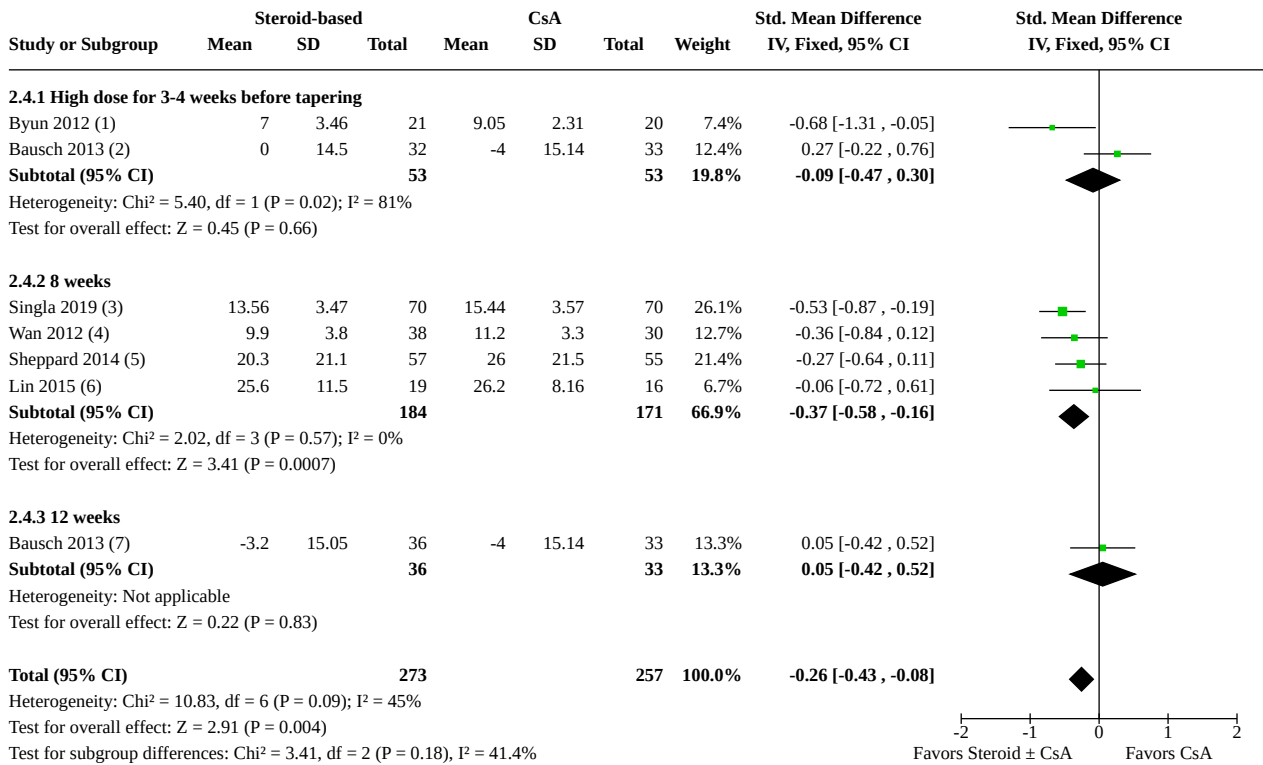 Steroid-based CsA Std. Mean Difference Std. Mean Difference
Study or Subgroup Mean SD Total Mean SD Total Weight IV, Fixed, 95% CI IV, Fixed, 95% CI
2.4.1 High dose for 3-4 weeks before tapering
Byun 2012 (1) 7 3.46 21 9.05 2.31 20 7.4% -0.68 [-1.31 , -0.05]
Bausch 2013 (2) 0 14.5 32 -4 15.14 33 12.4% 0.27 [-0.22 , 0.76]
Subtotal (95% CI) 53 53 19.8% -0.09 [-0.47 , 0.30]
Heterogeneity: Chi² = 5.40, df = 1 (P = 0.02); I² = 81%
Test for overall effect: Z = 0.45 (P = 0.66)
2.4.2 8 weeks
Singla 2019 (3) 13.56 3.47 70 15.44 3.57 70 26.1% -0.53 [-0.87 , -0.19]
Wan 2012 (4) 9.9 3.8 38 11.2 3.3 30 12.7% -0.36 [-0.84 , 0.12]
Sheppard 2014 (5) 20.3 21.1 57 26 21.5 55 21.4% -0.27 [-0.64 , 0.11]
Lin 2015 (6) 25.6 11.5 19 26.2 8.16 16 6.7% -0.06 [-0.72 , 0.61]
Subtotal (95% CI) 184 171 66.9% -0.37 [-0.58 , -0.16]
Heterogeneity: Chi² = 2.02, df = 3 (P = 0.57); I² = 0%
Test for overall effect: Z = 3.41 (P = 0.0007)
2.4.3 12 weeks
Bausch 2013 (7) -3.2 15.05 36 -4 15.14 33 13.3% 0.05 [-0.42 , 0.52]
Subtotal (95% CI) 36 33 13.3% 0.05 [-0.42 , 0.52]
Heterogeneity: Not applicable
Test for overall effect: Z = 0.22 (P = 0.83)
Total (95% CI) 273 257 100.0% -0.26 [-0.43 , -0.08]
Heterogeneity: Chi² = 10.83, df = 6 (P = 0.09); I² = 45%
Test for overall effect: Z = 2.91 (P = 0.004)
-2 -1 0 1 2
Test for subgroup differences: Chi² = 3.41, df = 2 (P = 0.18), I² = 41.4% Favors Steroid ± CsA Favors CsA